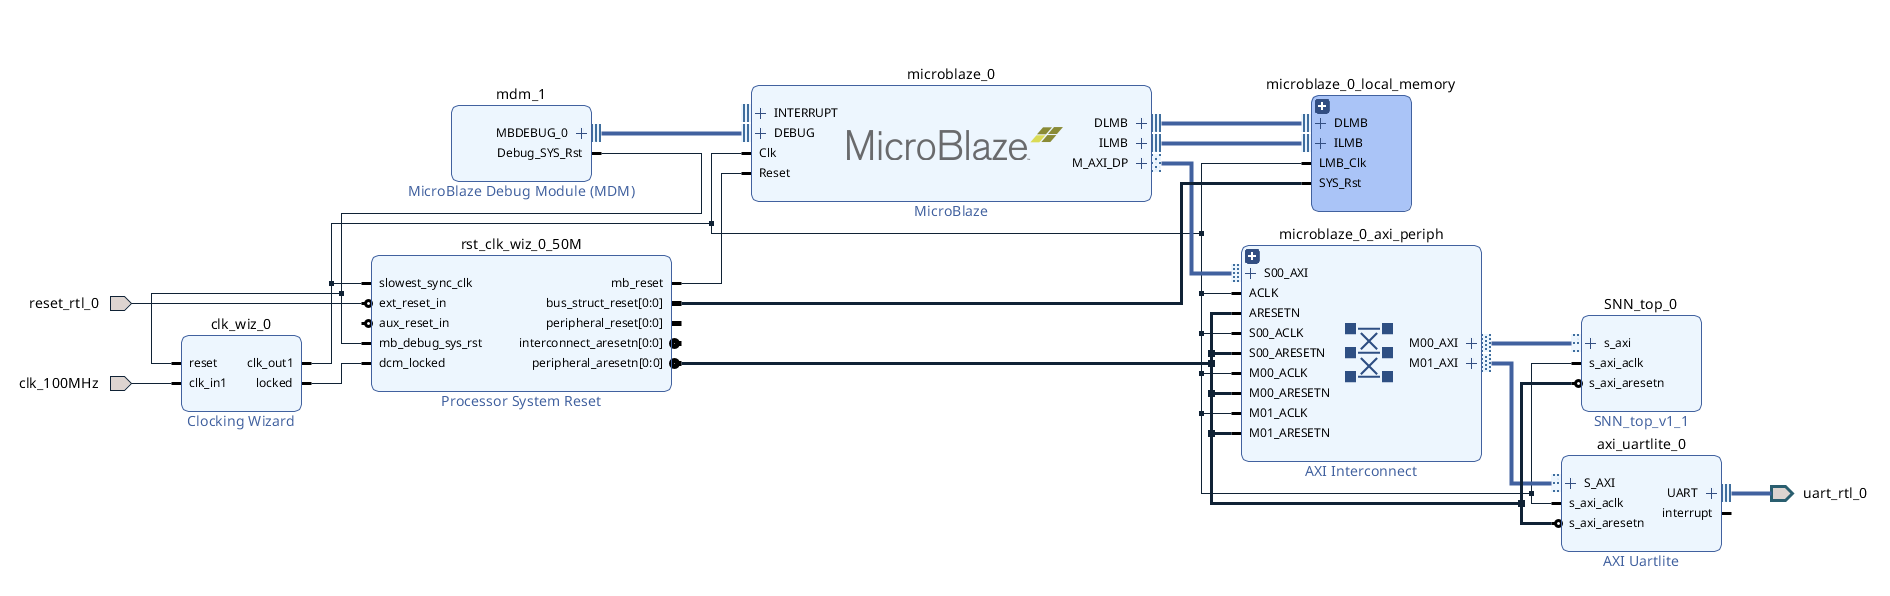 reset_rtl_0
clk_100MHz
clk_wiz_0
reset
clk_in1
clk_out1
locked
Clocking Wizard
mdm_1
MBDEBUG_0
Debug_SYS_Rst
MicroBlaze Debug Module (MDM)
rst_clk_wiz_0_50M
slowest_sync_clk
ext_reset_in
aux_reset_in
mb_debug_sys_rst
dcm_locked
mb_reset
bus_struct_reset[0:0]
peripheral_reset[0:0]
interconnect_aresetn[0:0]
peripheral_aresetn[0:0]
Processor System Reset
microblaze_0
INTERRUPT
DEBUG
Clk
Reset
MicroBlaze
DLMB
ILMB
M_AXI_DP
MicroBlaze
microblaze_0_local_memory
DLMB
ILMB
LMB_Clk
SYS_Rst
microblaze_0_axi_periph
S00_AXI
ACLK
ARESETN
S00_ACLK
S00_ARESETN
M00_ACLK
M00_ARESETN
M01_ACLK
M01_ARESETN
M00_AXI
M01_AXI
AXI Interconnect
SNN_top_0
s_axi
s_axi_aclk
s_axi_aresetn
SNN_top_v1_1
axi_uartlite_0
S_AXI
s_axi_aclk
s_axi_aresetn
UART
interrupt
AXI Uartlite
uart_rtl_0